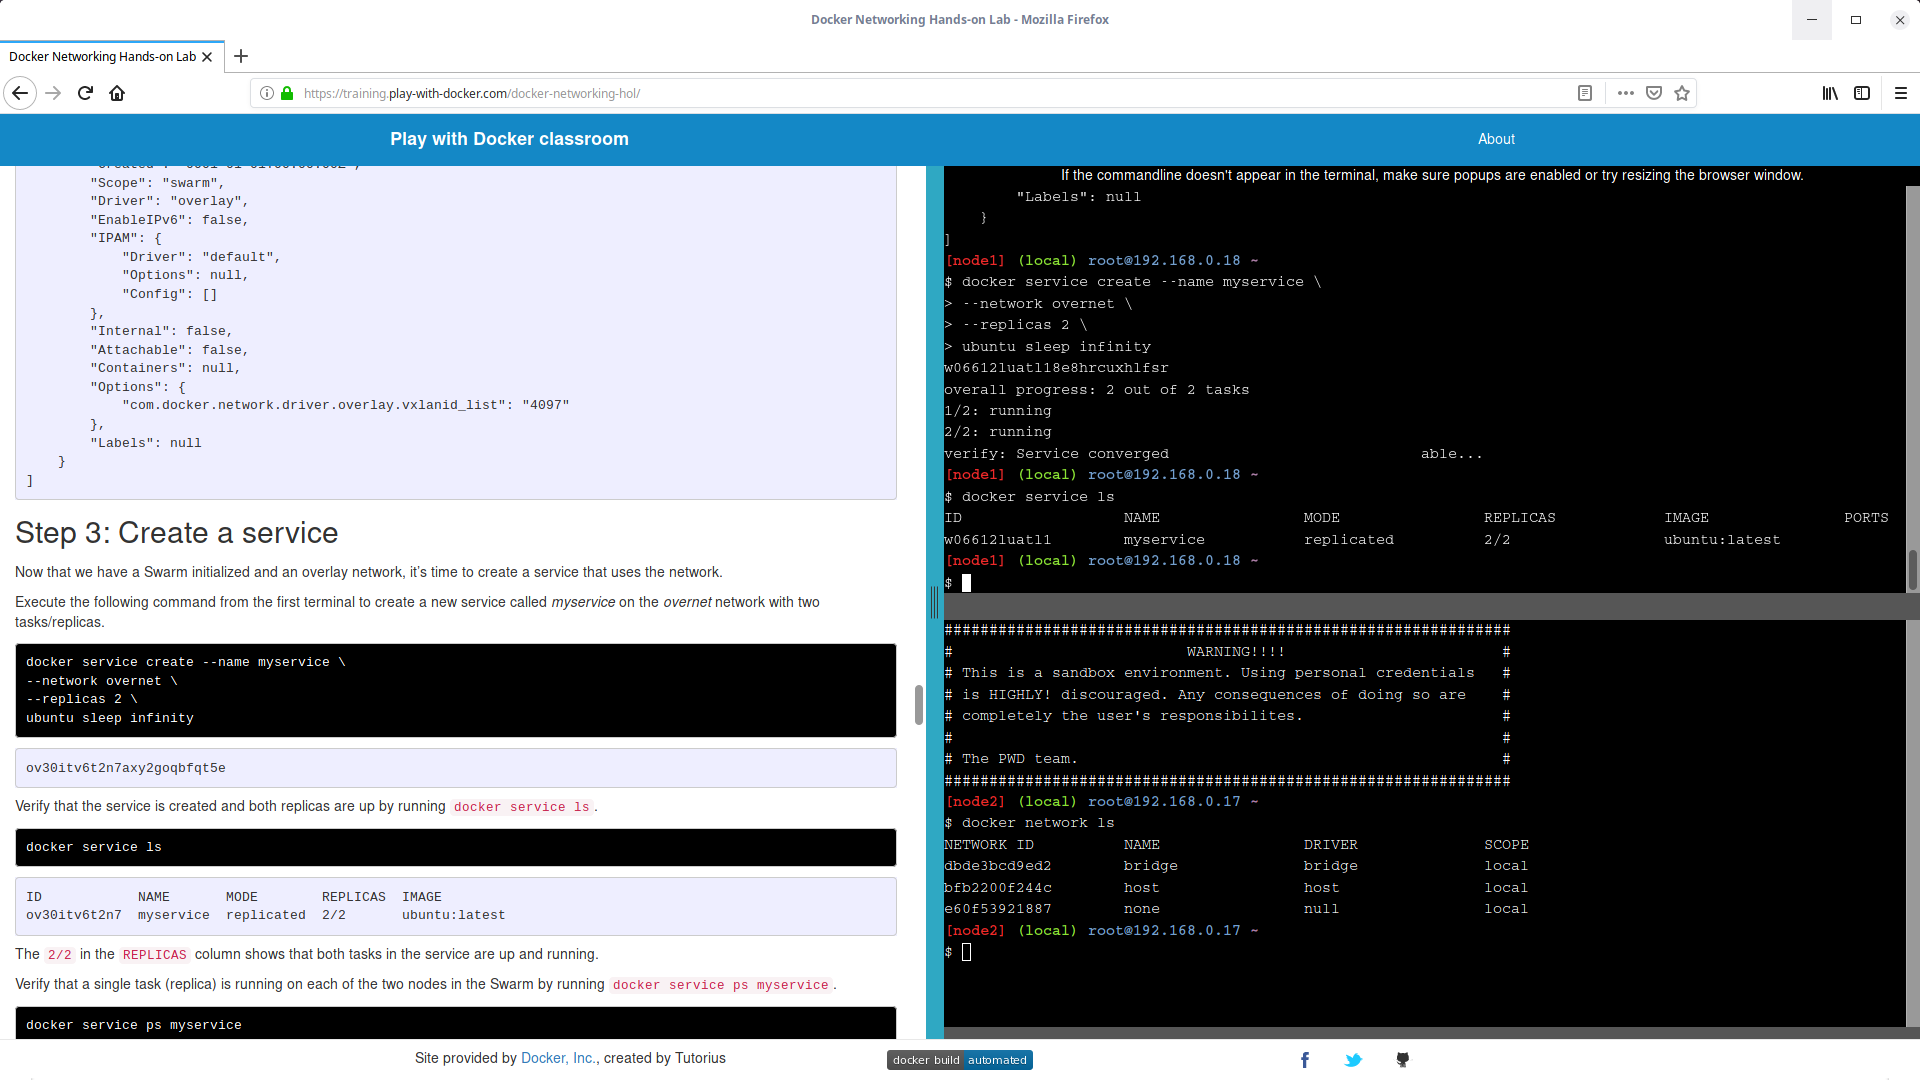 Docker Networking Hands-on Lab - Mozilla Firefox
Docker Networking Hands-on Lab
https://training.play-with-docker.com/docker-networking-hol/
Play with Docker classroom
About
"Scope": "swarm",
"Driver": "overlay",
"EnableIPv6": false,
"IPAM": {
"Driver": "default",
"Options": null,
"Config": []
},
"Internal": false,
"Attachable": false,
"Containers": null,
"Options": {
"com.docker.network.driver.overlay.vxlanid_list": "4097"
},
"Labels": null
}
]
Step 3: Create a service
Now that we have a Swarm initialized and an overlay network, it's time to create a service that uses the network.
Execute the following command from the first terminal to create a new service called myservice on the overnet network with two
tasks/replicas.
docker service create --name myservice \
--network overnet \
--replicas 2 \
ubuntu sleep infinity
ov30itv6t2n7axy2goqbfqt5e
Verify that the service is created and both replicas are up by running docker service ls.
docker service ls
ID NAME MODE REPLICAS IMAGE
ov30itv6t2n7 myservice replicated 2/2 ubuntu:latest
The 2/2 in the REPLICAS column shows that both tasks in the service are up and running.
Verify that a single task (replica) is running on each of the two nodes in the Swarm by running docker service ps myservice.
docker service ps myservice
If the commandline doesn't appear in the terminal, make sure popups are enabled or try resizing the browser window.
"Labels": null
}
]
[node1] (local) root@192.168.0.18 ~
$ docker service create --name myservice \
> --network overnet \
> --replicas 2 \
> ubuntu sleep infinity
w06612luatl18e8hrcuxhlfsr
overall progress: 2 out of 2 tasks
1/2: running
2/2: running
verify: Service converged able...
[node1] (local) root@192.168.0.18 ~
$ docker service ls
ID NAME MODE REPLICAS IMAGE PORTS
w06612luatl1 myservice replicated 2/2 ubuntu:latest
[node1] (local) root@192.168.0.18 ~
$
###############################################################
# WARNING!!!! #
# This is a sandbox environment. Using personal credentials #
# is HIGHLY! discouraged. Any consequences of doing so are #
# completely the user's responsibilites. #
# #
# The PWD team. #
###############################################################
[node2] (local) root@192.168.0.17 ~
$ docker network ls
NETWORK ID NAME DRIVER SCOPE
dbde3bcd9ed2 bridge bridge local
bfb2200f244c host host local
e60f53921887 none null local
[node2] (local) root@192.168.0.17 ~
$
Site provided by Docker, Inc., created by Tutorius
docker build automated